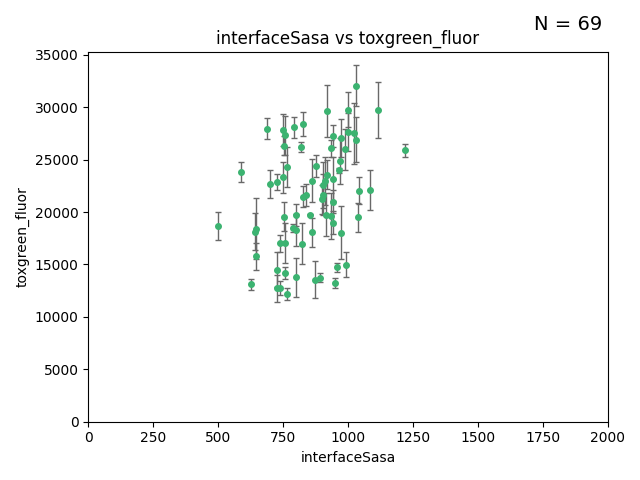 N = 69
interfaceSasa vs toxgreen_fluor
35000
30000
25000
20000
15000
10000
5000
0
toxgreen_fluor
0 250 500 750 1000 1250 1500 1750 2000
interfaceSasa